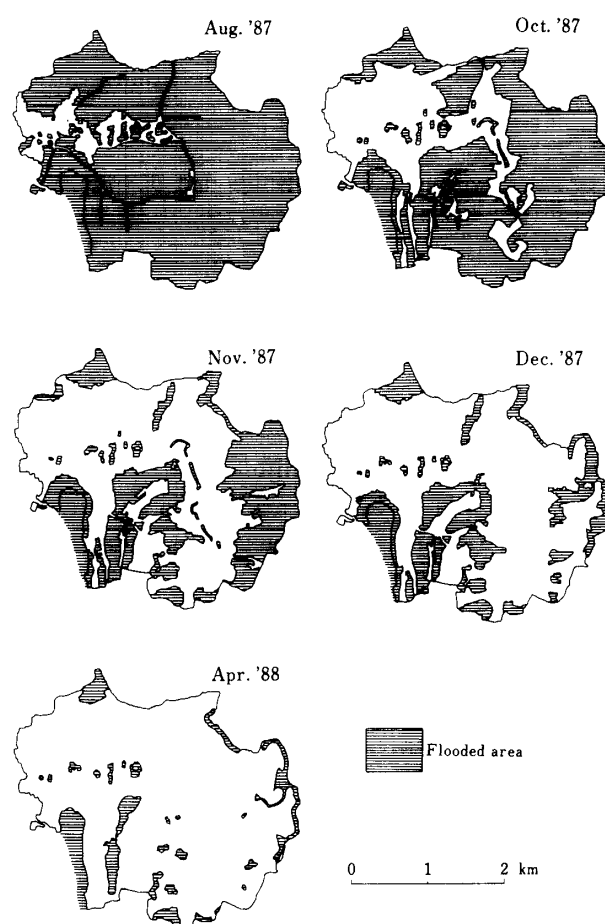 Aug. '87
Oct. '87
Nov. '87
Dec. '87
Apr. '88
Flooded area
0 1 2 km